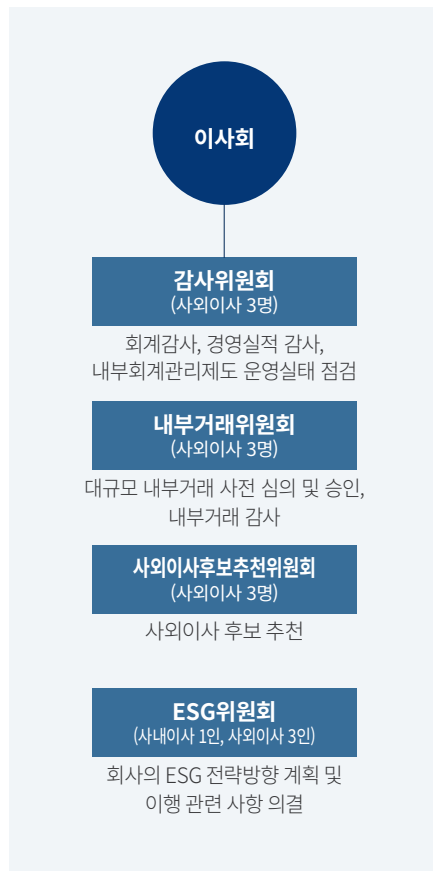 이사회
감사위원회
(사외이사 3명)
회계감사, 경영실적 감사,
내부회계관리제도 운영실태 점검
내부거래위원회
(사외이사 3명)
대규모 내부거래 사전 심의 및 승인,
내부거래 감사
사외이사후보추천위원회
(사외이사 3명)
사외이사 후보 추천
ESG위원회
(사내이사 1인, 사외이사 3인)
회사의 ESG 전략방향 계획 및
이행 관련 사항 의결